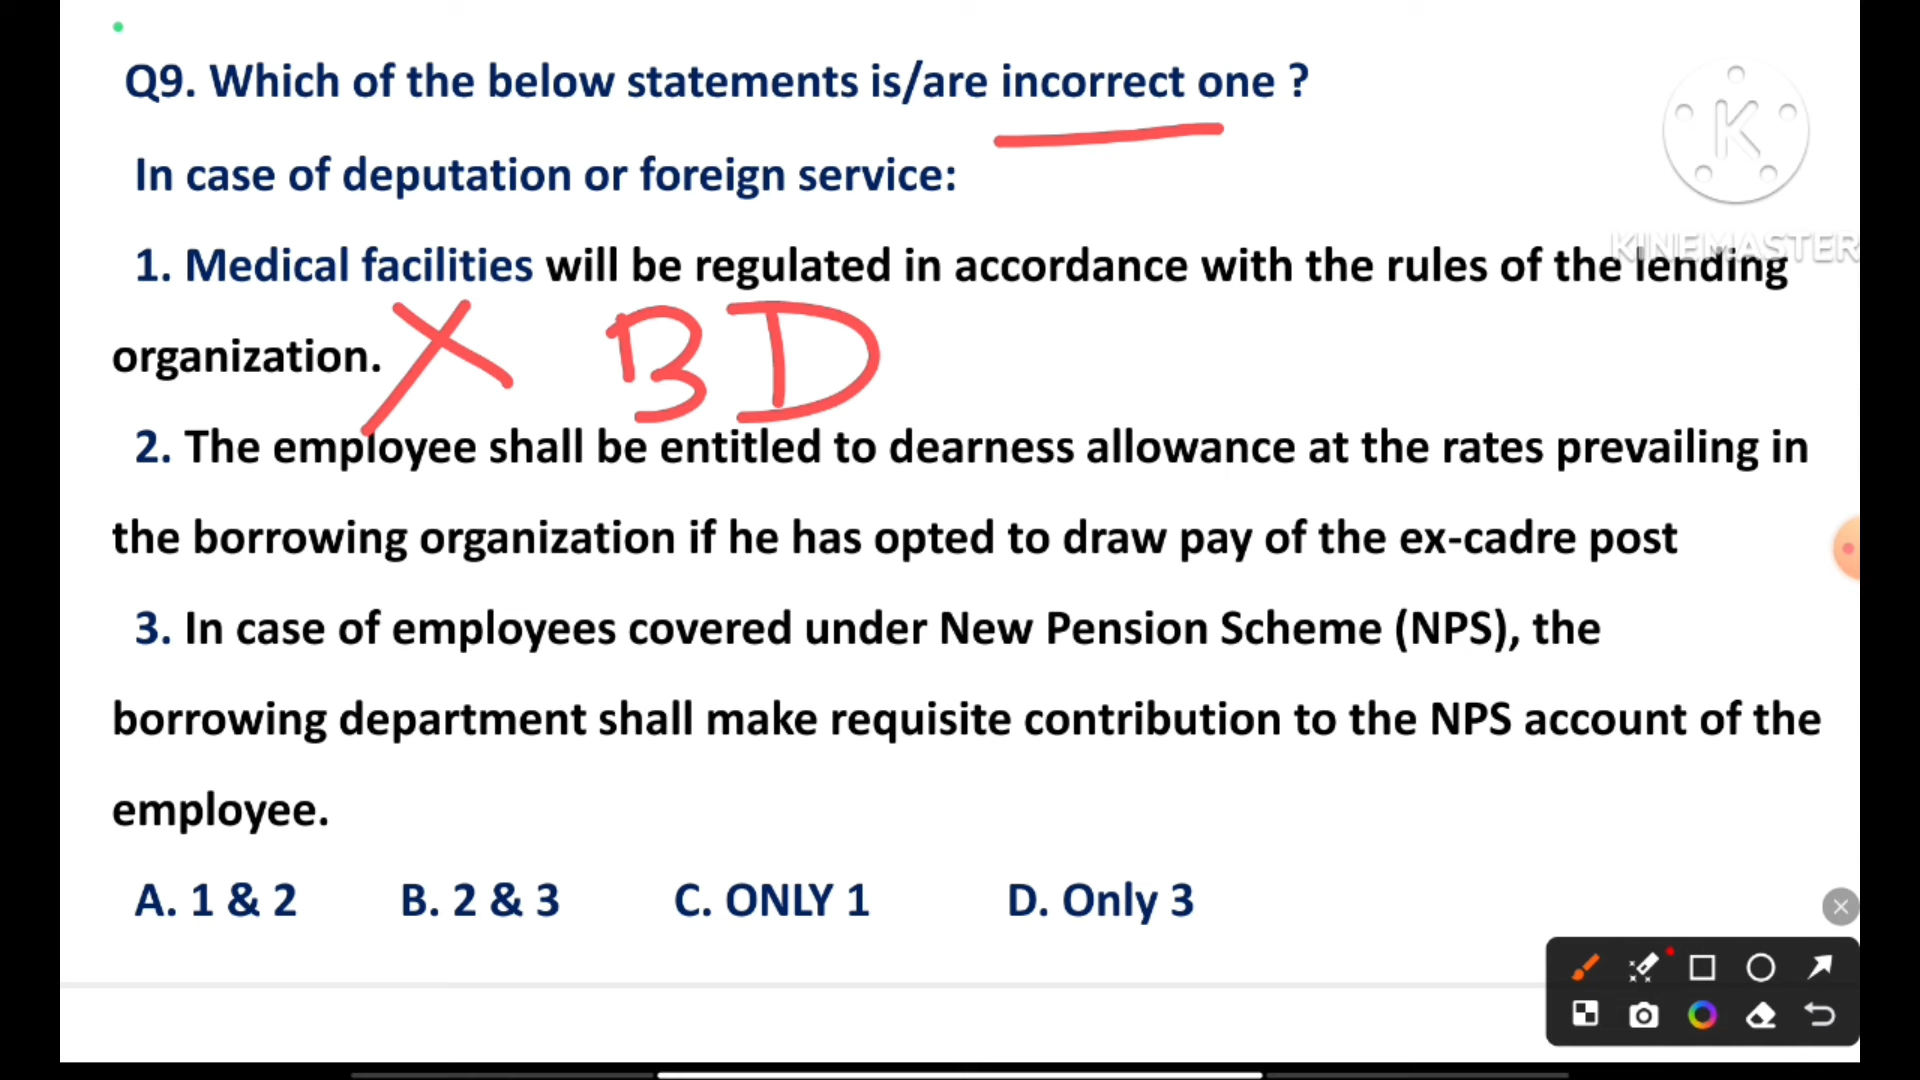 Q9. Which of the below statements is/are incorrect one ?
In case of deputation or foreign service:
K
KINEMASTER
1. Medical facilities will be regulated in accordance with the rules of the lending
organization. X BD
2. The employee shall be entitled to dearness allowance at the rates prevailing in
the borrowing organization if he has opted to draw pay of the ex-cadre post
3. In case of employees covered under New Pension Scheme (NPS), the
borrowing department shall make requisite contribution to the NPS account of the
employee.
A. 1 & 2 B. 2 & 3 C. ONLY 1 D. Only 3